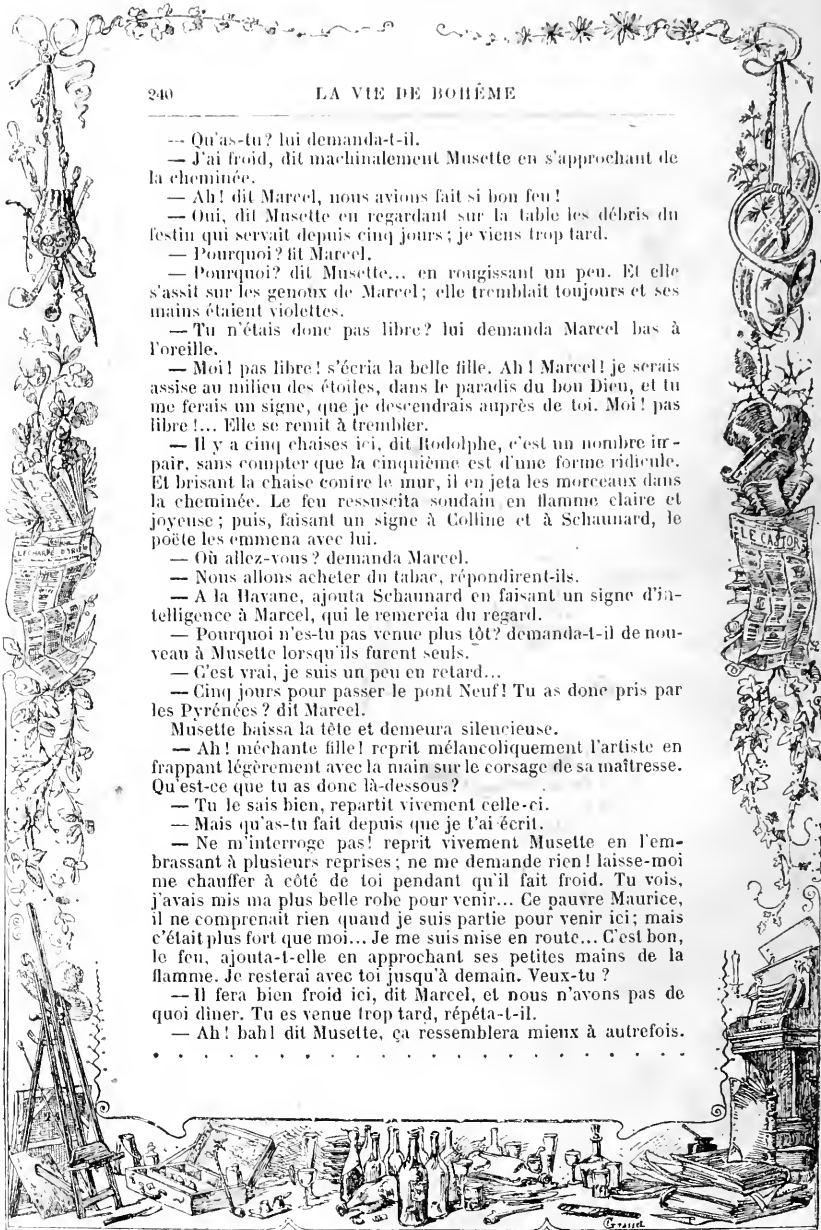 240 LA VIE DE BOHÊME
— Qu'as-tu? lui demanda-t-il.
— J'ai froid, dit machinalement Musette en s'approchant de
la cheminée.
— Ah! dit Marcel, nous avions fait si bon feu!
— Oui, dit Musette en regardant sur la table les débris du
festin qui servait depuis cinq jours; je viens trop tard.
— Pourquoi? fit Marcel.
— Pourquoi? dit Musette... en rougissant un peu. Et elle
s'assit sur les genoux de Marcel; elle tremblait toujours et ses
mains étaient violettes.
— Tu n'étais donc pas libre? lui demanda Marcel bas à
l'oreille.
— Moi! pas libre! s'écria la belle fille. Ah! Marcel! je serais
assise au milieu des étoiles, dans le paradis du bon Dieu, et tu
me ferais un signe, que je descendrais auprès de toi. Moi! pas
libre!... Elle se remit à trembler.
— Il y a cinq chaises ici, dit Rodolphe, c'est un nombre im-
pair, sans compter que la cinquième est d'une forme ridicule.
Et brisant la chaise contre le mur, il en jeta les morceaux dans
la cheminée. Le feu ressuscita soudain en flamme claire et
joyeuse; puis, faisant un signe à Colline et à Schaunard, le
poëte les emmena avec lui.
— Où allez-vous? demanda Marcel.
— Nous allons acheter du tabac, répondirent-ils.
— A la Havane, ajouta Schaunard en faisant un signe d'in-
telligence à Marcel, qui le remercia du regard.
— Pourquoi n'es-tu pas venue plus tôt? demanda-t-il de nou-
veau à Musette lorsqu'ils furent seuls.
— C'est vrai, je suis un peu en retard...
— Cinq jours pour passer le pont Neuf! Tu as donc pris par
les Pyrénées? dit Marcel.
Musette baissa la tête et demeura silencieuse.
— Ah! méchante fille! reprit mélancoliquement l'artiste en
frappant légèrement avec la main sur le corsage de sa maîtresse.
Qu'est-ce que tu as donc là-dessous?
— Tu le sais bien, repartit vivement celle-ci.
— Mais qu'as-tu fait depuis que je t'ai écrit.
— Ne m'interroge pas! reprit vivement Musette en l'em-
brassant à plusieurs reprises; ne me demande rien! laisse-moi
me chauffer à côté de toi pendant qu'il fait froid. Tu vois,
j'avais mis ma plus belle robe pour venir... Ce pauvre Maurice,
il ne comprenait rien quand je suis partie pour venir ici; mais
c'était plus fort que moi... Je me suis mise en route... C'est bon,
le feu, ajouta-t-elle en approchant ses petites mains de la
flamme. Je resterai avec toi jusqu'à demain. Veux-tu?
— Il fera bien froid ici, dit Marcel, et nous n'avons pas de
quoi dîner. Tu es venue trop tard, répéta-t-il.
— Ah! bah! dit Musette, ça ressemblera mieux à autrefois.
. . . . . . . . . . . . . . . . . . . . .
LE CASTOR
Grasset